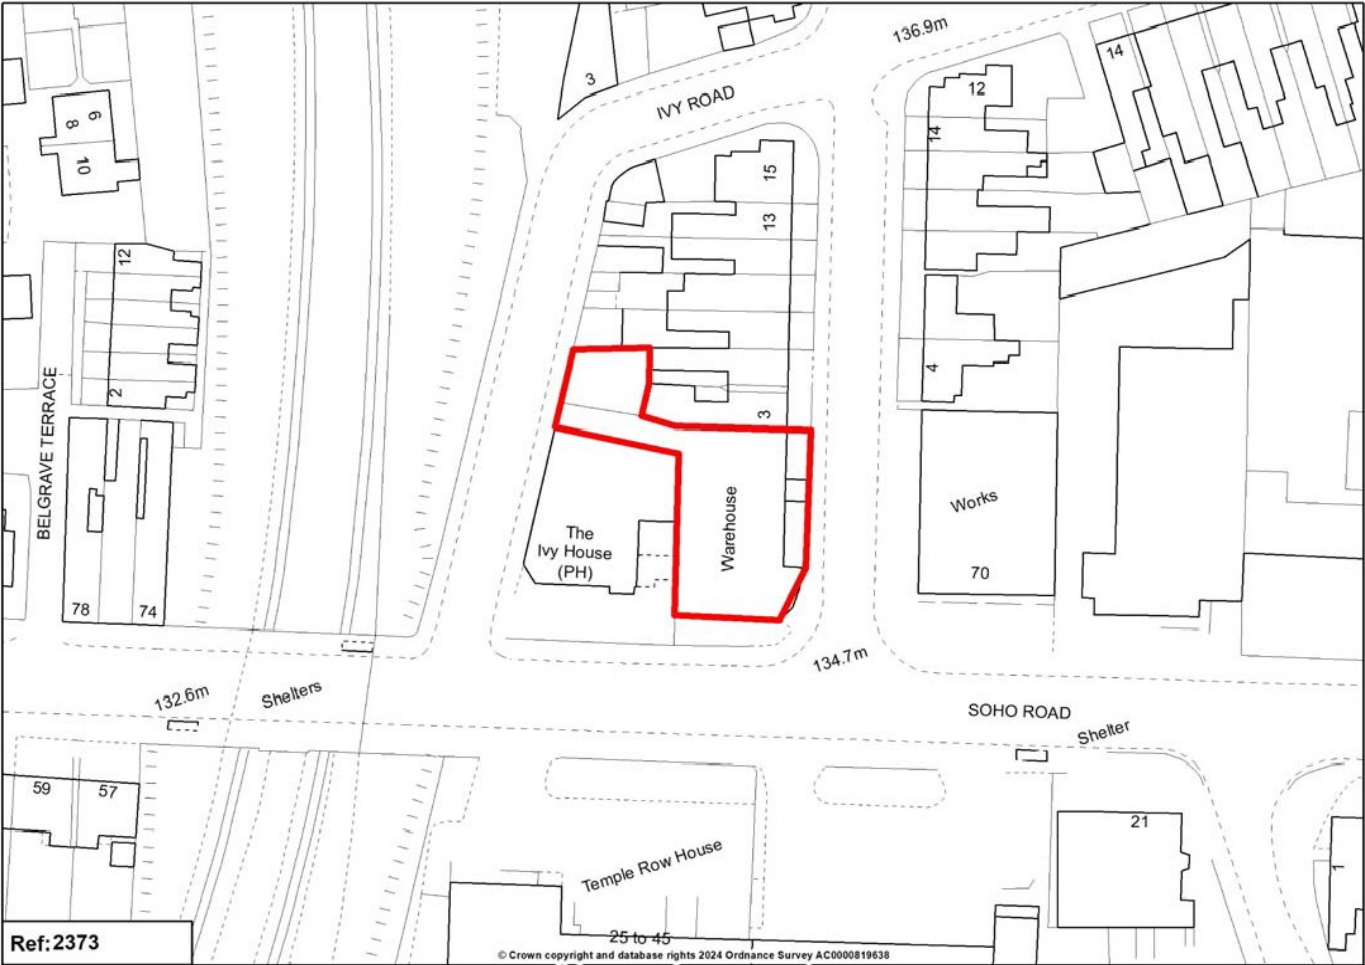 136.9m
14
3
IVY ROAD
12
14
6
8
10
15
13
12
2
4
BELGRAVE TERRACE
3
Warehouse
The
Ivy House
(PH)
Works
70
78
74
134.7m
132.6m
Shelters
SOHO ROAD
Shelter
59
57
21
Temple Row House
1
25 to 45
Ref:2373
© Crown copyright and database rights 2024 Ordnance Survey AC0000819638